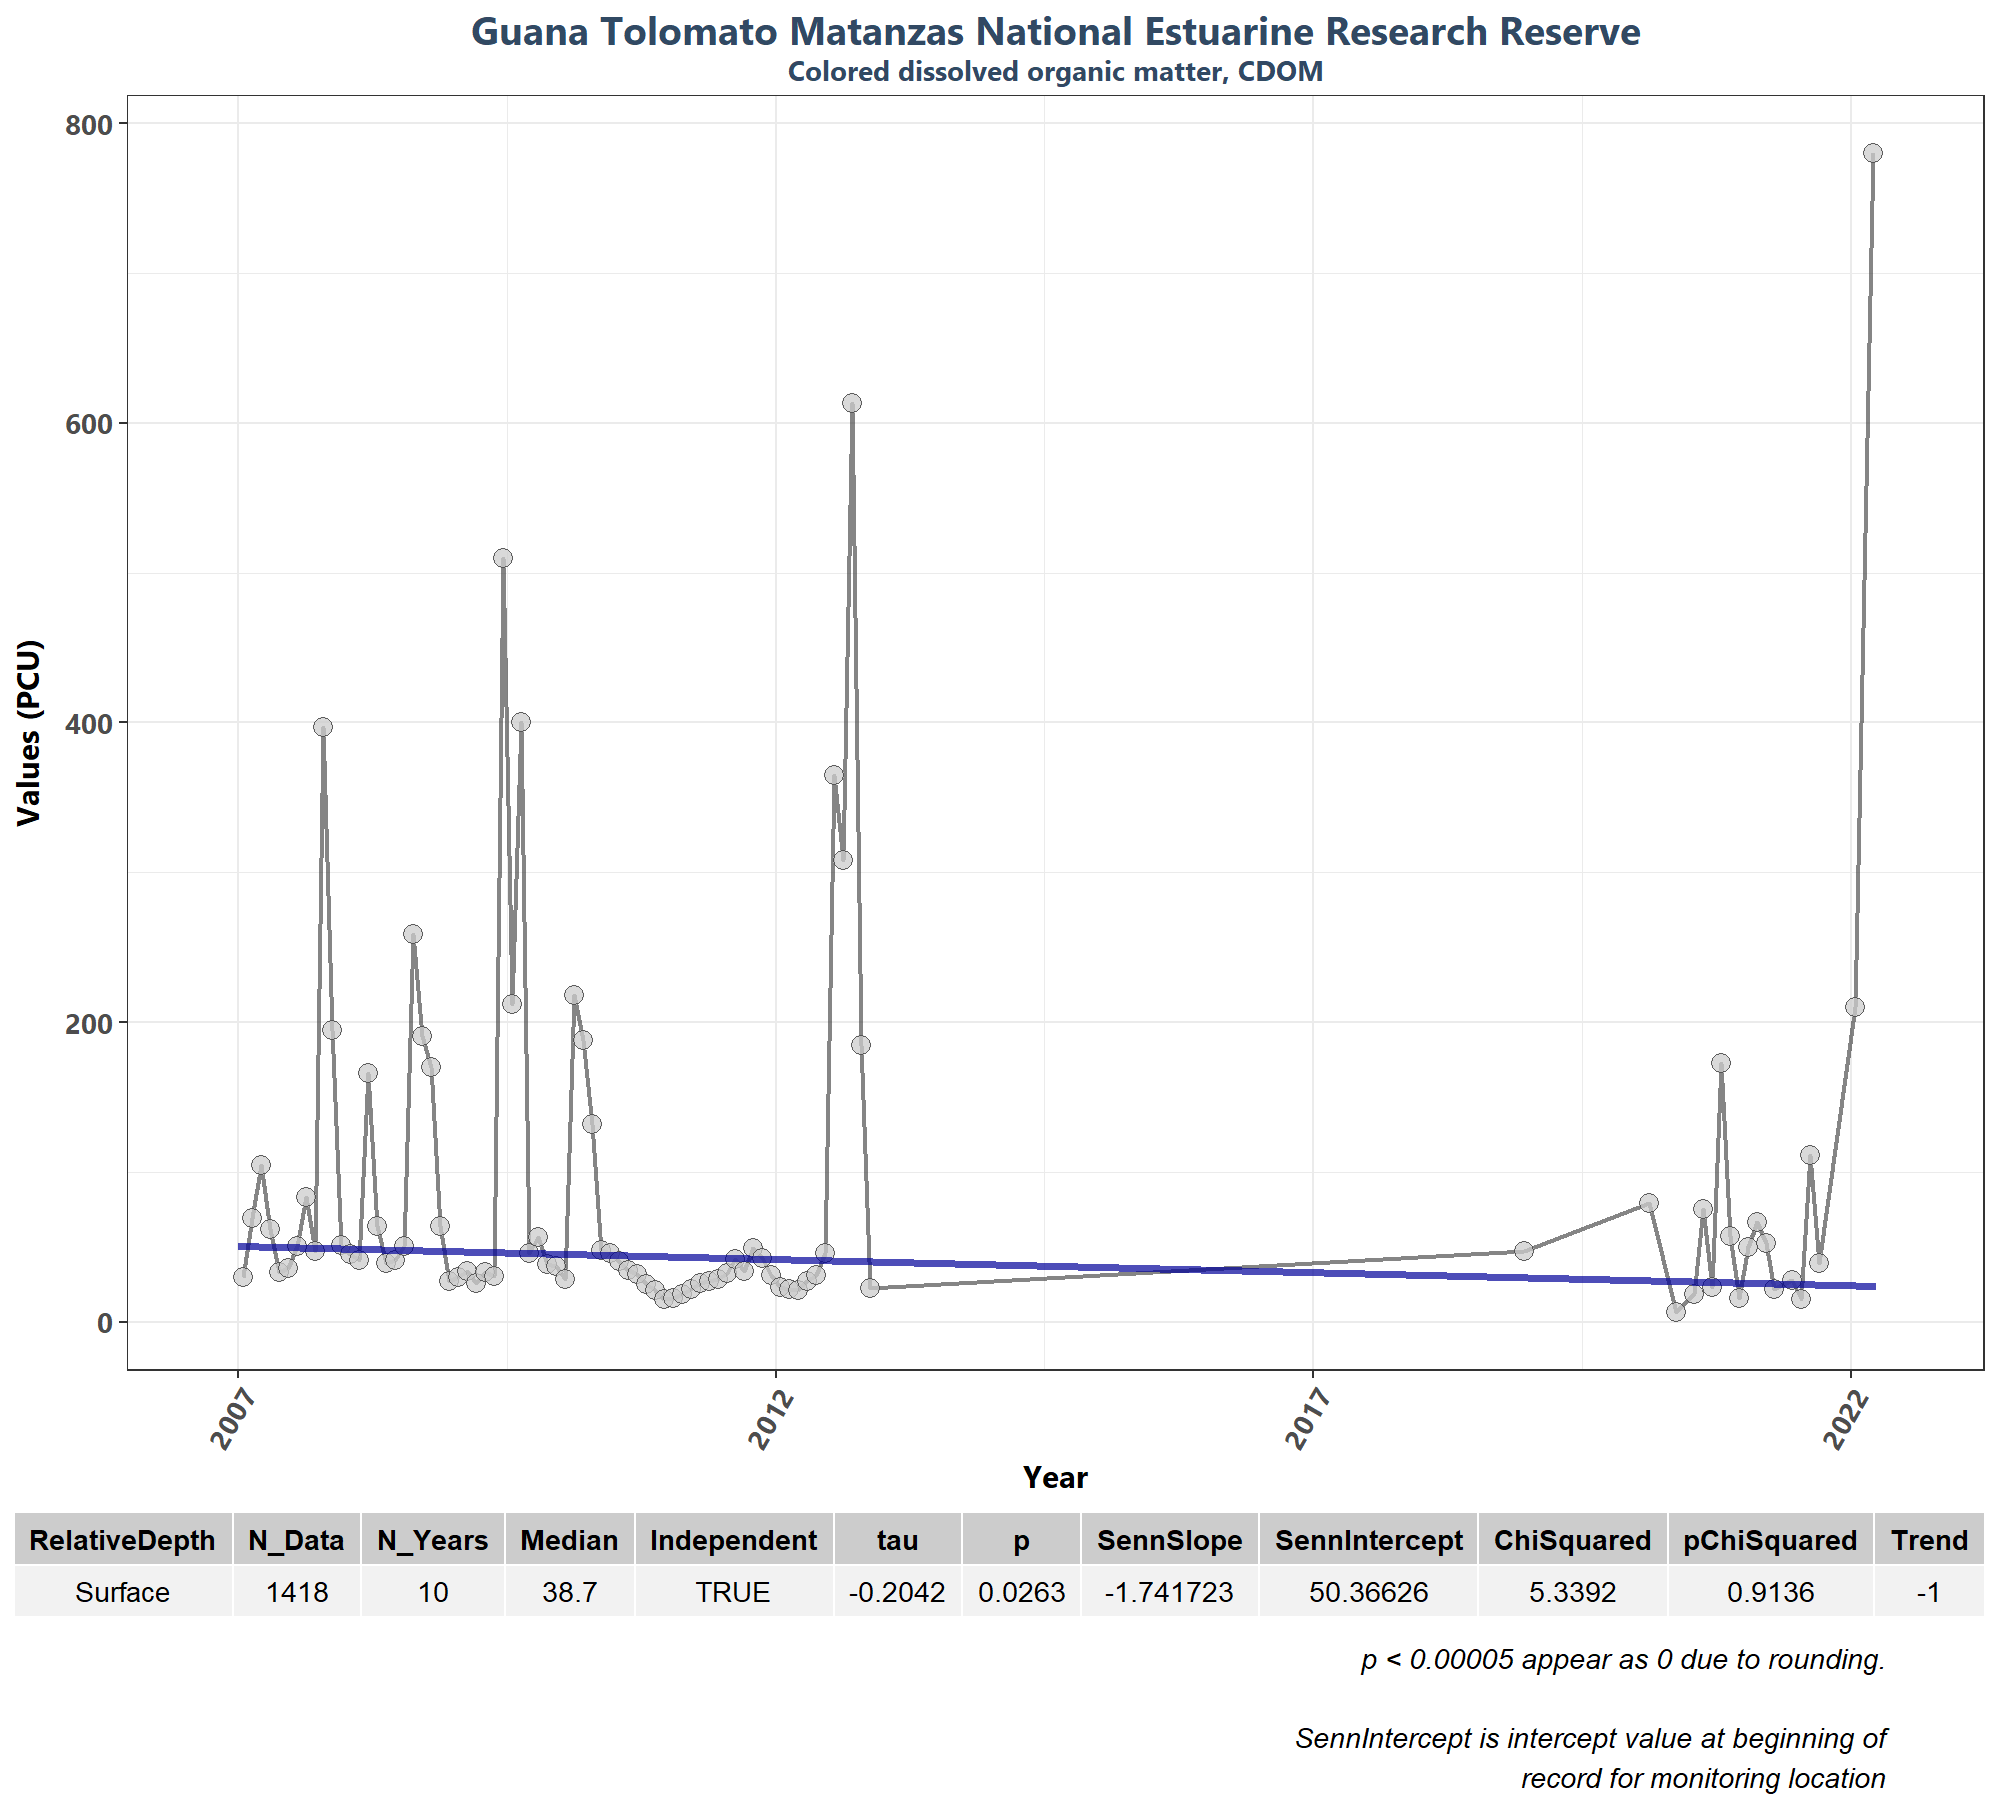 Guana Tolomato Matanzas National Estuarine Research Reserve
Colored dissolved organic matter, CDOM
Values (PCU)
800
600
400
200
0
2007 2012 2017 2022
Year
RelativeDepth N_Data N_Years Median Independent tau p SennSlope SennIntercept ChiSquared pChiSquared Trend
Surface 1418 10 38.7 TRUE -0.2042 0.0263 -1.741723 50.36626 5.3392 0.9136 -1
p < 0.00005 appear as 0 due to rounding.
SennIntercept is intercept value at beginning of
record for monitoring location